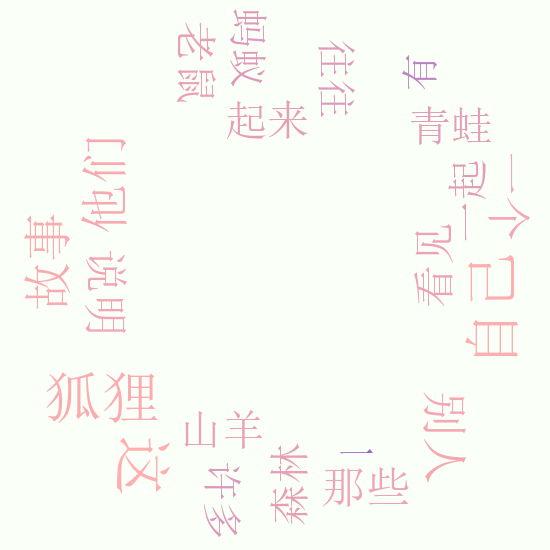 蚂蚁
老鼠
往往
有
起来
青蛙
一起
一个
他们
看见
故事
说明
自己
狐狸
别人
山羊
这
许多
森林
一
那些